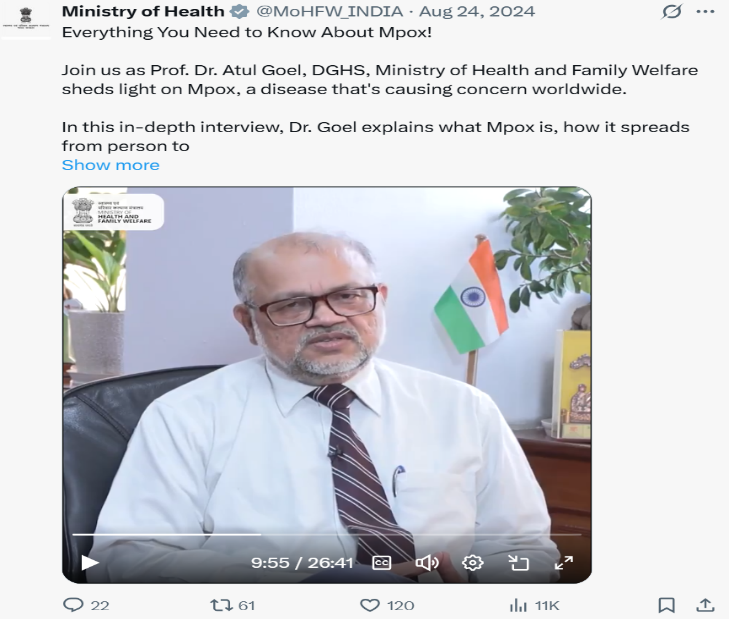 Ministry of Health @MoHFW_INDIA · Aug 24, 2024
Everything You Need to Know About Mpox!
Join us as Prof. Dr. Atul Goel, DGHS, Ministry of Health and Family Welfare
sheds light on Mpox, a disease that's causing concern worldwide.
In this in-depth interview, Dr. Goel explains what Mpox is, how it spreads
from person to
Show more
MINISTRY OF
HEALTH AND
FAMILY WELFARE
9:55 / 26:41 CC
22 61 120 11K